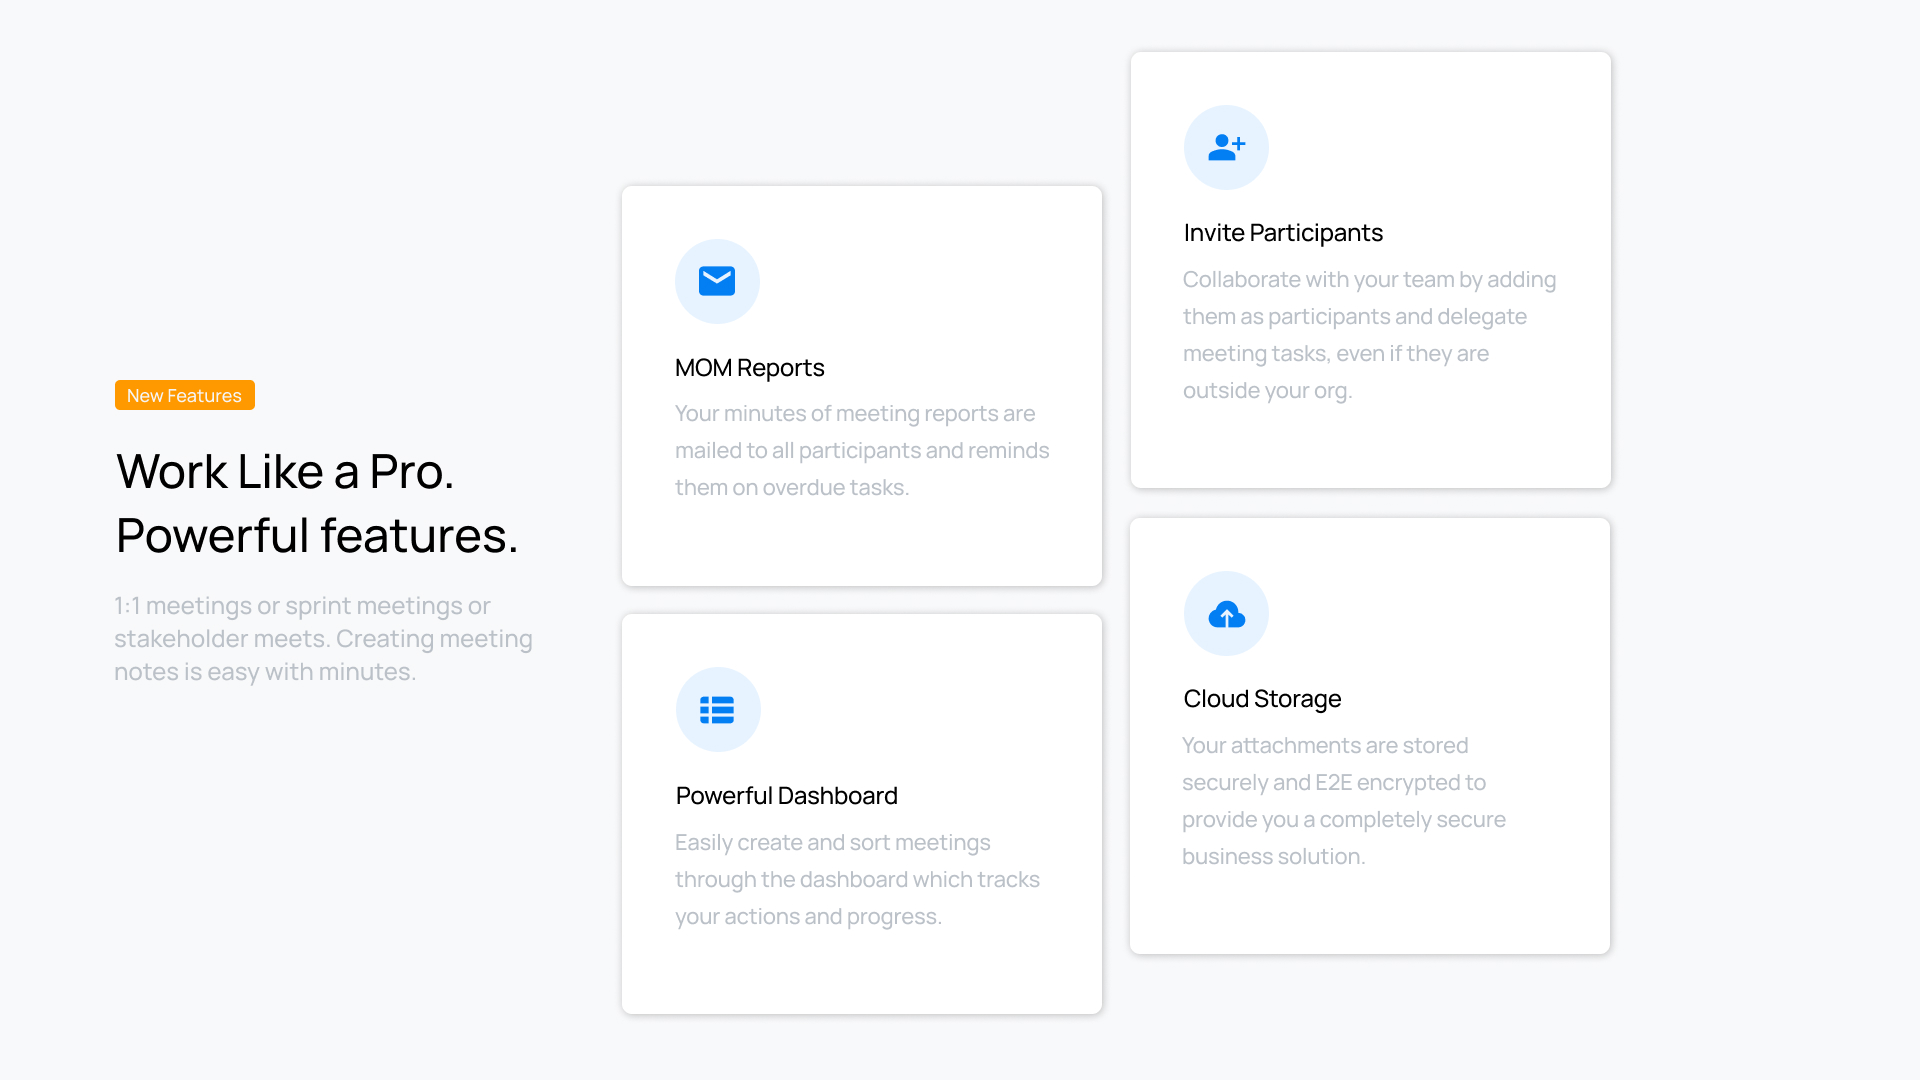 New Features
Work Like a Pro.
Powerful features.
1:1 meetings or sprint meetings or
stakeholder meets. Creating meeting
notes is easy with minutes.
MOM Reports
Your minutes of meeting reports are
mailed to all participants and reminds
them on overdue tasks.
Powerful Dashboard
Easily create and sort meetings
through the dashboard which tracks
your actions and progress.
Invite Participants
Collaborate with your team by adding
them as participants and delegate
meeting tasks, even if they are
outside your org.
Cloud Storage
Your attachments are stored
securely and E2E encrypted to
provide you a completely secure
business solution.